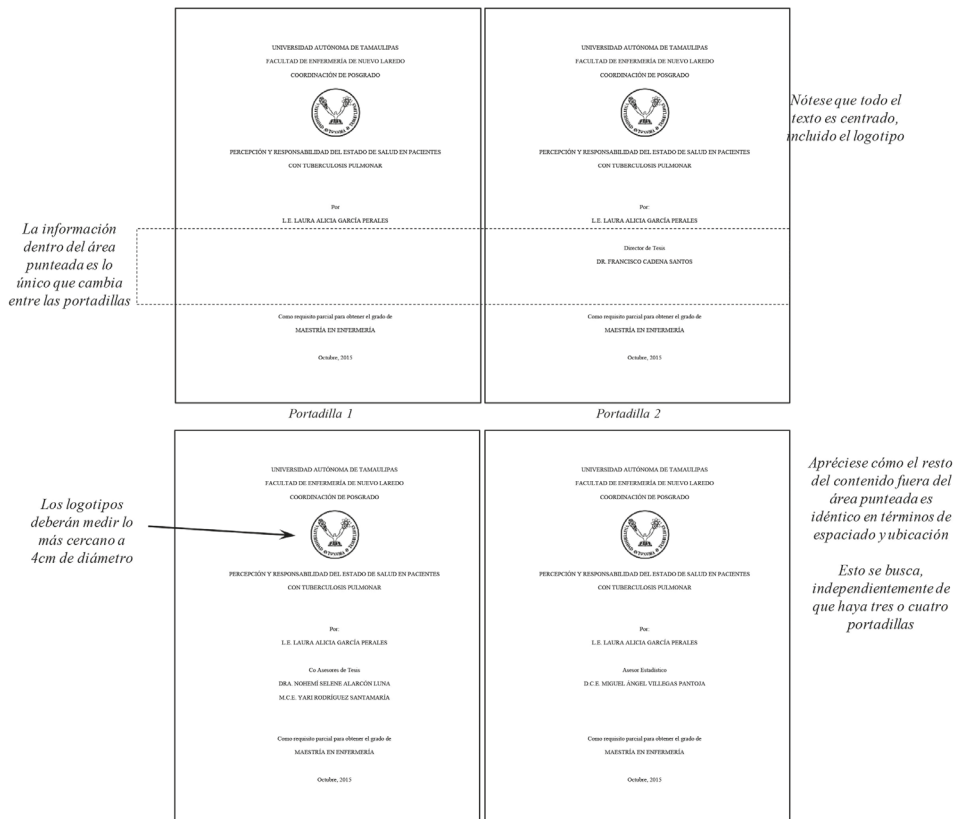 UNIVERSIDAD AUTÓNOMA DE TAMAULIPAS
FACULTAD DE ENFERMERÍA DE NUEVO LAREDO
COORDINACIÓN DE POSGRADO
PERCEPCIÓN Y RESPONSABILIDAD DEL ESTADO DE SALUD EN PACIENTES
CON TUBERCULOSIS PULMONAR
Por
L.E. LAURA ALICIA GARCÍA PERALES
Como requisito parcial para obtener el grado de
MAESTRÍA EN ENFERMERÍA
Octubre, 2015
Portadilla 1
UNIVERSIDAD AUTÓNOMA DE TAMAULIPAS
FACULTAD DE ENFERMERÍA DE NUEVO LAREDO
COORDINACIÓN DE POSGRADO
PERCEPCIÓN Y RESPONSABILIDAD DEL ESTADO DE SALUD EN PACIENTES
CON TUBERCULOSIS PULMONAR
Por:
L.E. LAURA ALICIA GARCÍA PERALES
Director de Tesis
DR. FRANCISCO CADENA SANTOS
Como requisito parcial para obtener el grado de
MAESTRÍA EN ENFERMERÍA
Octubre, 2015
Portadilla 2
Nótese que todo el
texto es centrado,
incluido el logotipo
La información
dentro del área
punteada es lo
único que cambia
entre las portadillas
UNIVERSIDAD AUTÓNOMA DE TAMAULIPAS
FACULTAD DE ENFERMERÍA DE NUEVO LAREDO
COORDINACIÓN DE POSGRADO
PERCEPCIÓN Y RESPONSABILIDAD DEL ESTADO DE SALUD EN PACIENTES
CON TUBERCULOSIS PULMONAR
Por:
L.E. LAURA ALICIA GARCÍA PERALES
Co Asesores de Tesis
DRA. NOHEMÍ SELENE ALARCÓN LUNA
M.C.E. YARI RODRÍGUEZ SANTAMARÍA
Como requisito parcial para obtener el grado de
MAESTRÍA EN ENFERMERÍA
Octubre, 2015
UNIVERSIDAD AUTÓNOMA DE TAMAULIPAS
FACULTAD DE ENFERMERÍA DE NUEVO LAREDO
COORDINACIÓN DE POSGRADO
PERCEPCIÓN Y RESPONSABILIDAD DEL ESTADO DE SALUD EN PACIENTES
CON TUBERCULOSIS PULMONAR
Por:
L.E. LAURA ALICIA GARCÍA PERALES
Asesor Estadístico
D.C.E. MIGUEL ÁNGEL VILLEGAS PANTOJA
Como requisito parcial para obtener el grado de
MAESTRÍA EN ENFERMERÍA
Octubre, 2015
Los logotipos
deberán medir lo
más cercano a
4cm de diámetro
Apréciese cómo el resto
del contenido fuera del
área punteada es
idéntico en términos de
espaciado y ubicación
Esto se busca,
independientemente de
que haya tres o cuatro
portadillas